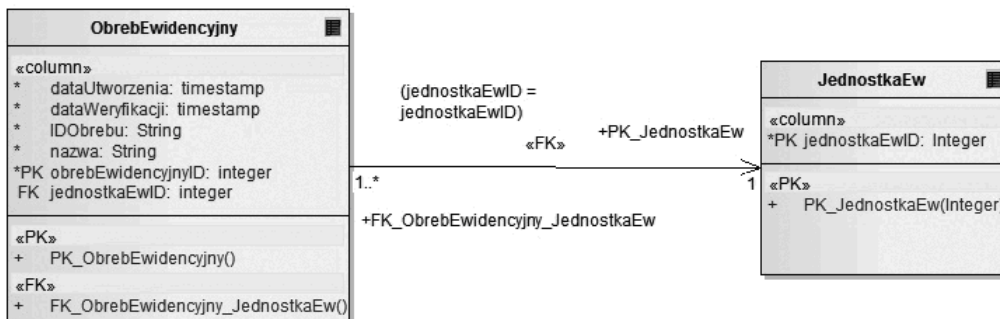 ObrebEwidencyjny
«column»
* dataUtworzenia: timestamp
* dataWeryfikacji: timestamp
* IDObrebu: String
* nazwa: String
*PK obrebEwidencyjnyID: integer
FK jednostkaEwID: integer
«PK»
+ PK_ObrebEwidencyjny()
«FK»
+ FK_ObrebEwidencyjny_JednostkaEw()
(jednostkaEwID =
jednostkaEwID)
«FK»
+PK_JednostkaEw
1..*
1
+FK_ObrebEwidencyjny_JednostkaEw
JednostkaEw
«column»
*PK jednostkaEwID: Integer
«PK»
+ PK_JednostkaEw(Integer)